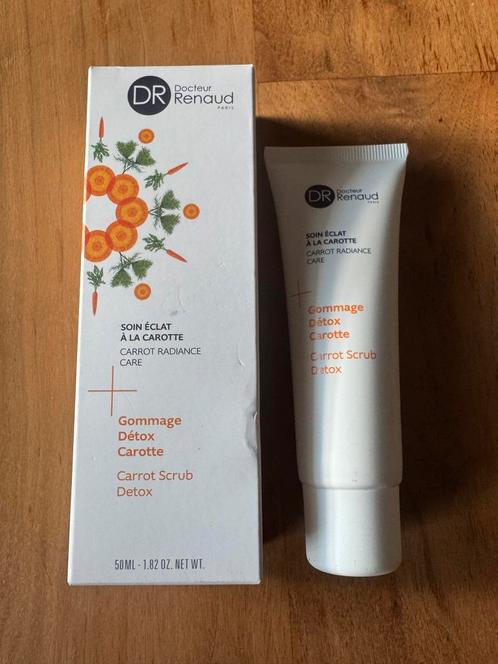 DR Docteur
Renaud
PARIS
SOIN ÉCLAT
À LA CAROTTE
CARROT RADIANCE
CARE
Gommage
Détox
Carotte
Carrot Scrub
Detox
50ML - 1.82 OZ. NET WT.
DR Docteur
Renaud
PARIS
SOIN ÉCLAT
À LA CAROTTE
CARROT RADIANCE
CARE
Gommage
Détox
Carotte
Carrot Scrub
Detox